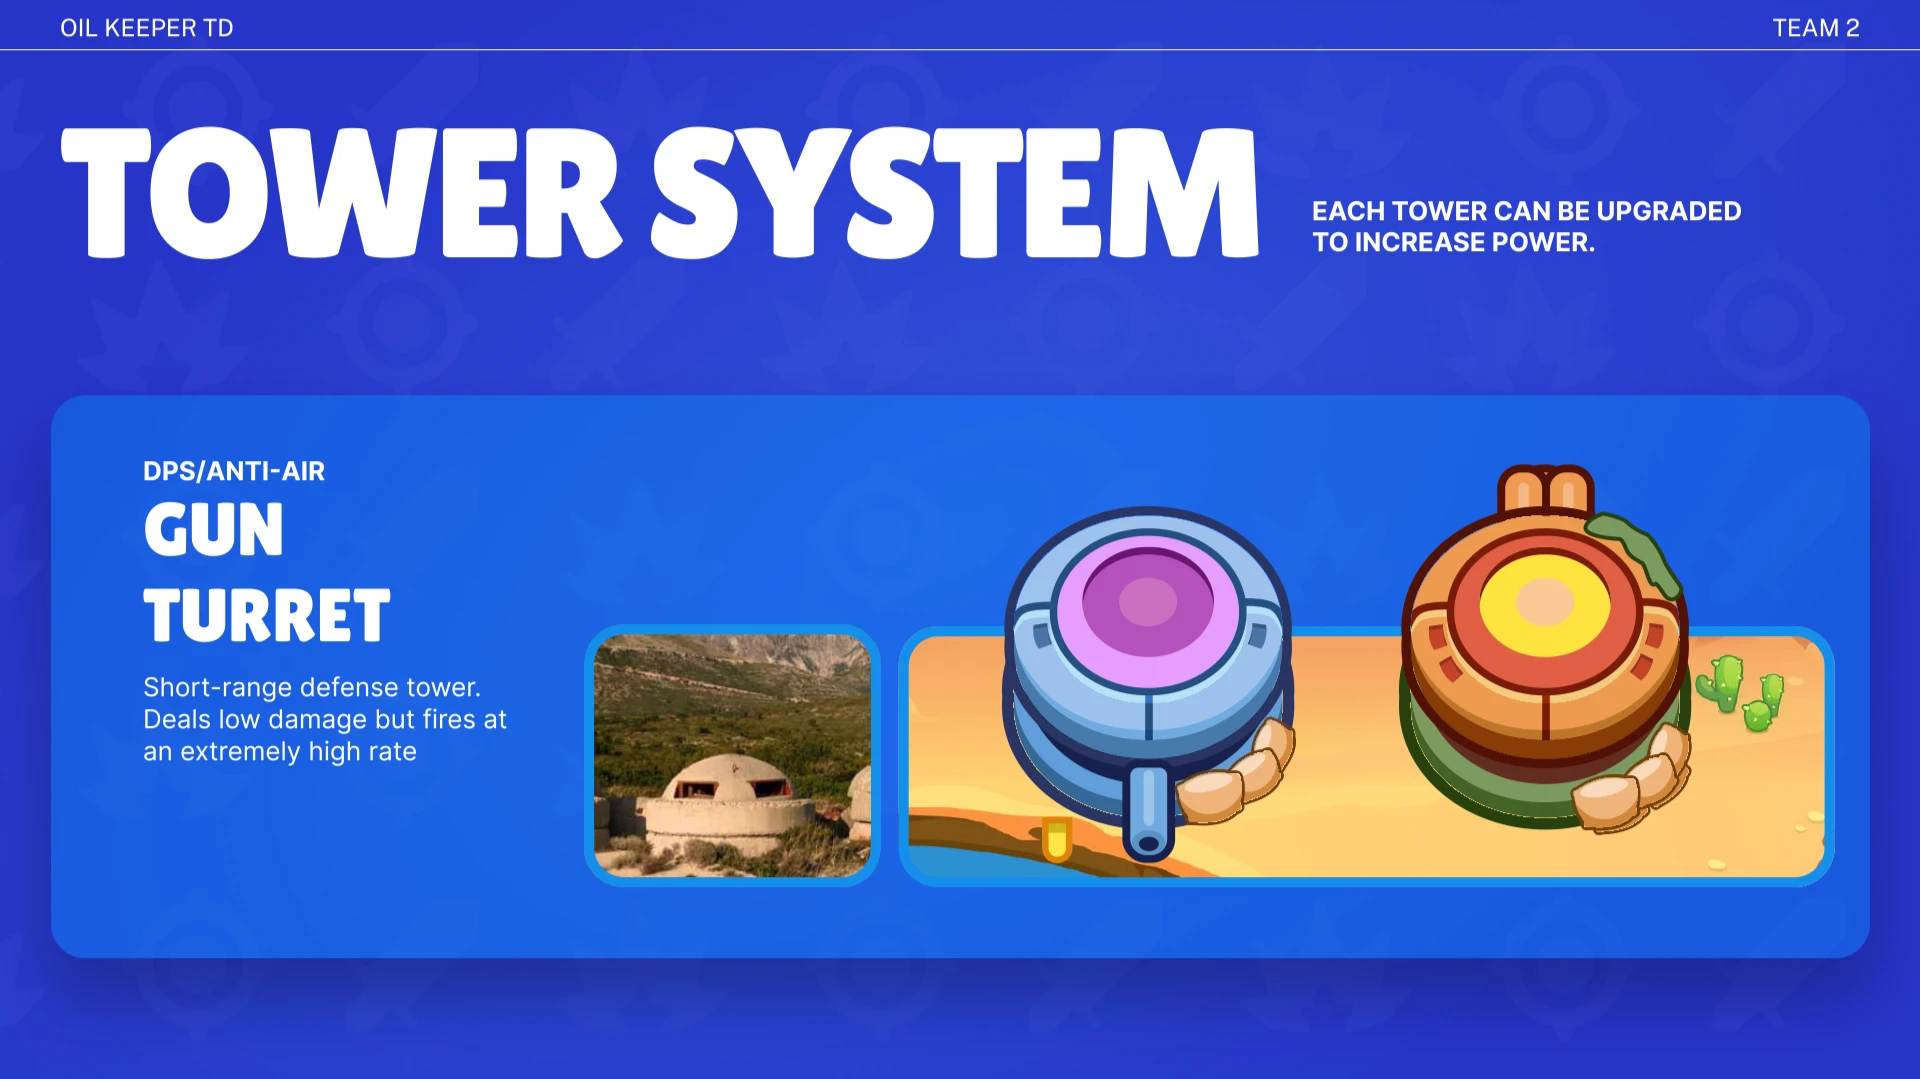 OIL KEEPER TD
TEAM 2
TOWER SYSTEM
EACH TOWER CAN BE UPGRADED
TO INCREASE POWER.
DPS/ANTI-AIR
GUN
TURRET
Short-range defense tower.
Deals low damage but fires at
an extremely high rate